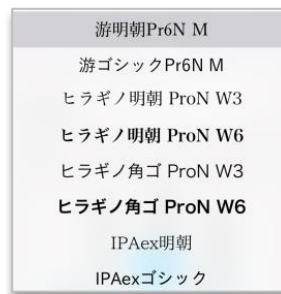 游明朝Pr6N M
游ゴシックPr6N M
ヒラギノ明朝 ProN W3
ヒラギノ明朝 ProN W6
ヒラギノ角ゴ ProN W3
ヒラギノ角ゴ ProN W6
IPAex明朝
IPAexゴシック